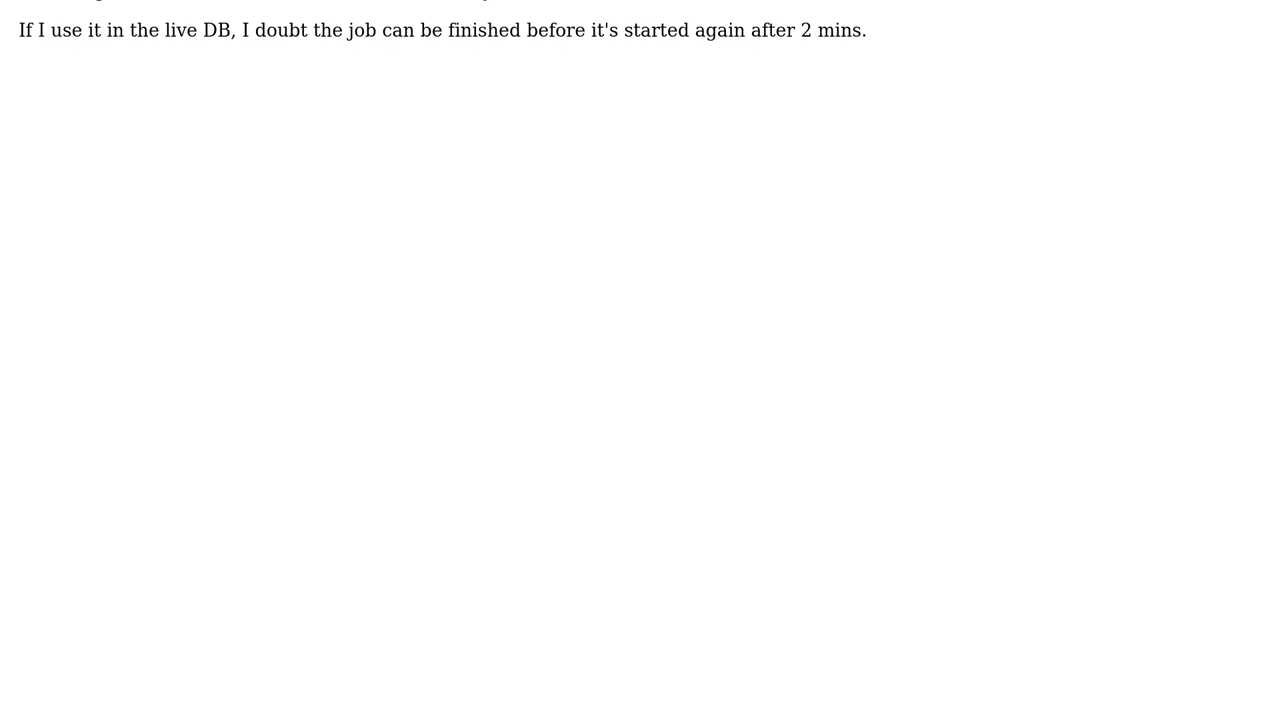 If I use it in the live DB, I doubt the job can be finished before it's started again after 2 mins.